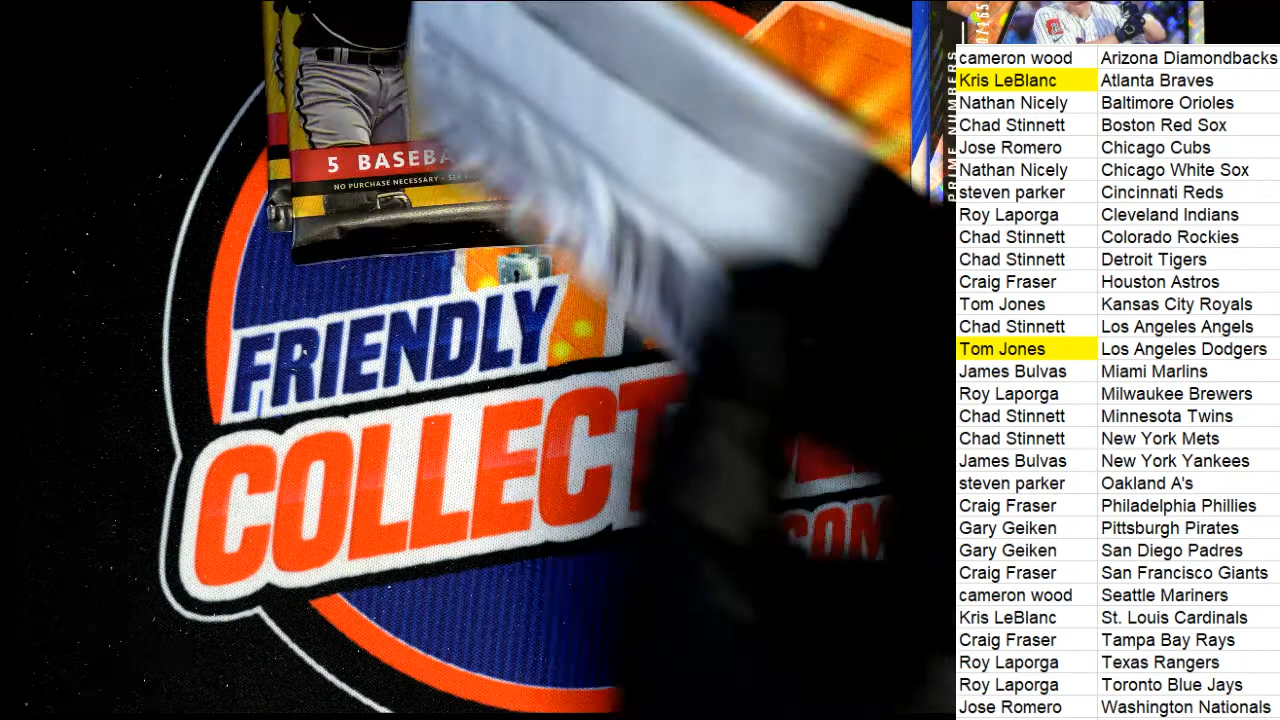 5 BASEBA
NO PURCHASE NECESSARY - SEE
FRIENDLY
COLLECT
COM
PRIME NUMBERS
cameron wood Arizona Diamondbacks
Kris LeBlanc Atlanta Braves
Nathan Nicely Baltimore Orioles
Chad Stinnett Boston Red Sox
Jose Romero Chicago Cubs
Nathan Nicely Chicago White Sox
steven parker Cincinnati Reds
Roy Laporga Cleveland Indians
Chad Stinnett Colorado Rockies
Chad Stinnett Detroit Tigers
Craig Fraser Houston Astros
Tom Jones Kansas City Royals
Chad Stinnett Los Angeles Angels
Tom Jones Los Angeles Dodgers
James Bulvas Miami Marlins
Roy Laporga Milwaukee Brewers
Chad Stinnett Minnesota Twins
Chad Stinnett New York Mets
James Bulvas New York Yankees
steven parker Oakland A's
Craig Fraser Philadelphia Phillies
Gary Geiken Pittsburgh Pirates
Gary Geiken San Diego Padres
Craig Fraser San Francisco Giants
cameron wood Seattle Mariners
Kris LeBlanc St. Louis Cardinals
Craig Fraser Tampa Bay Rays
Roy Laporga Texas Rangers
Roy Laporga Toronto Blue Jays
Jose Romero Washington Nationals